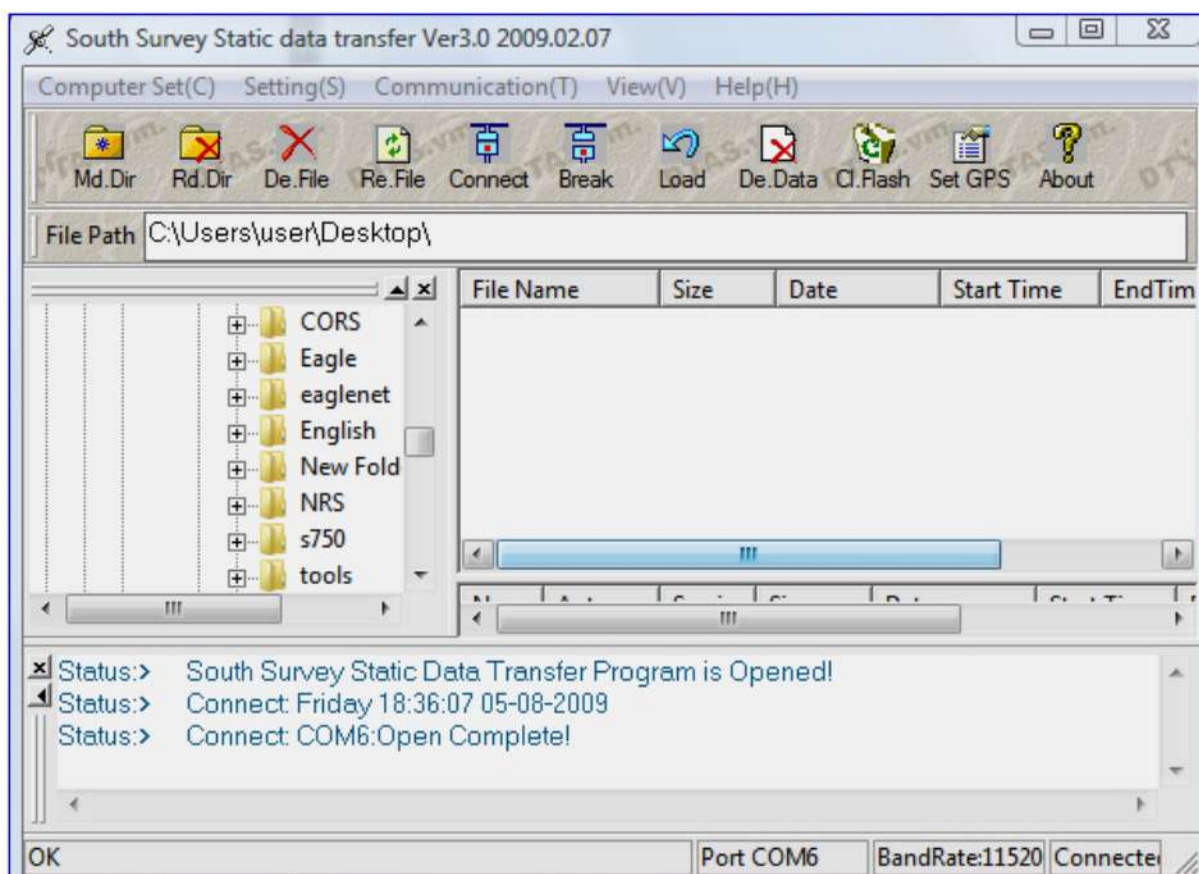 South Survey Static data transfer Ver3.0 2009.02.07
Computer Set(C) Setting(S) Communication(T) View(V) Help(H)
Md.Dir Rd.Dir De.File Re.File Connect Break Load De.Data Cl.Flash Set GPS About
File Path C:\Users\user\Desktop\
File Name Size Date Start Time EndTim
CORS
Eagle
eaglenet
English
New Fold
NRS
s750
tools
Status:> South Survey Static Data Transfer Program is Opened!
Status:> Connect: Friday 18:36:07 05-08-2009
Status:> Connect: COM6:Open Complete!
OK Port COM6 BandRate:11520 Connecte